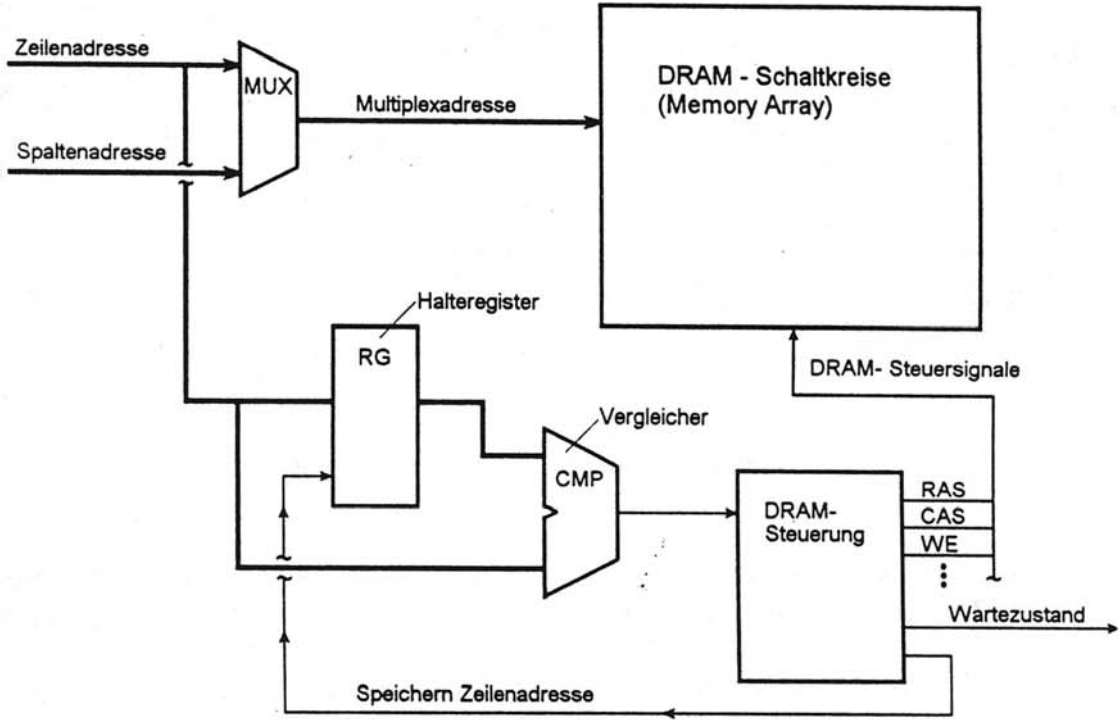 Zeilenadresse
MUX
Multiplexadresse
Spaltenadresse
DRAM - Schaltkreise
(Memory Array)
Halteregister
RG
DRAM- Steuersignale
Vergleicher
CMP
DRAM-
Steuerung
RAS
CAS
WE
Wartezustand
Speichern Zeilenadresse